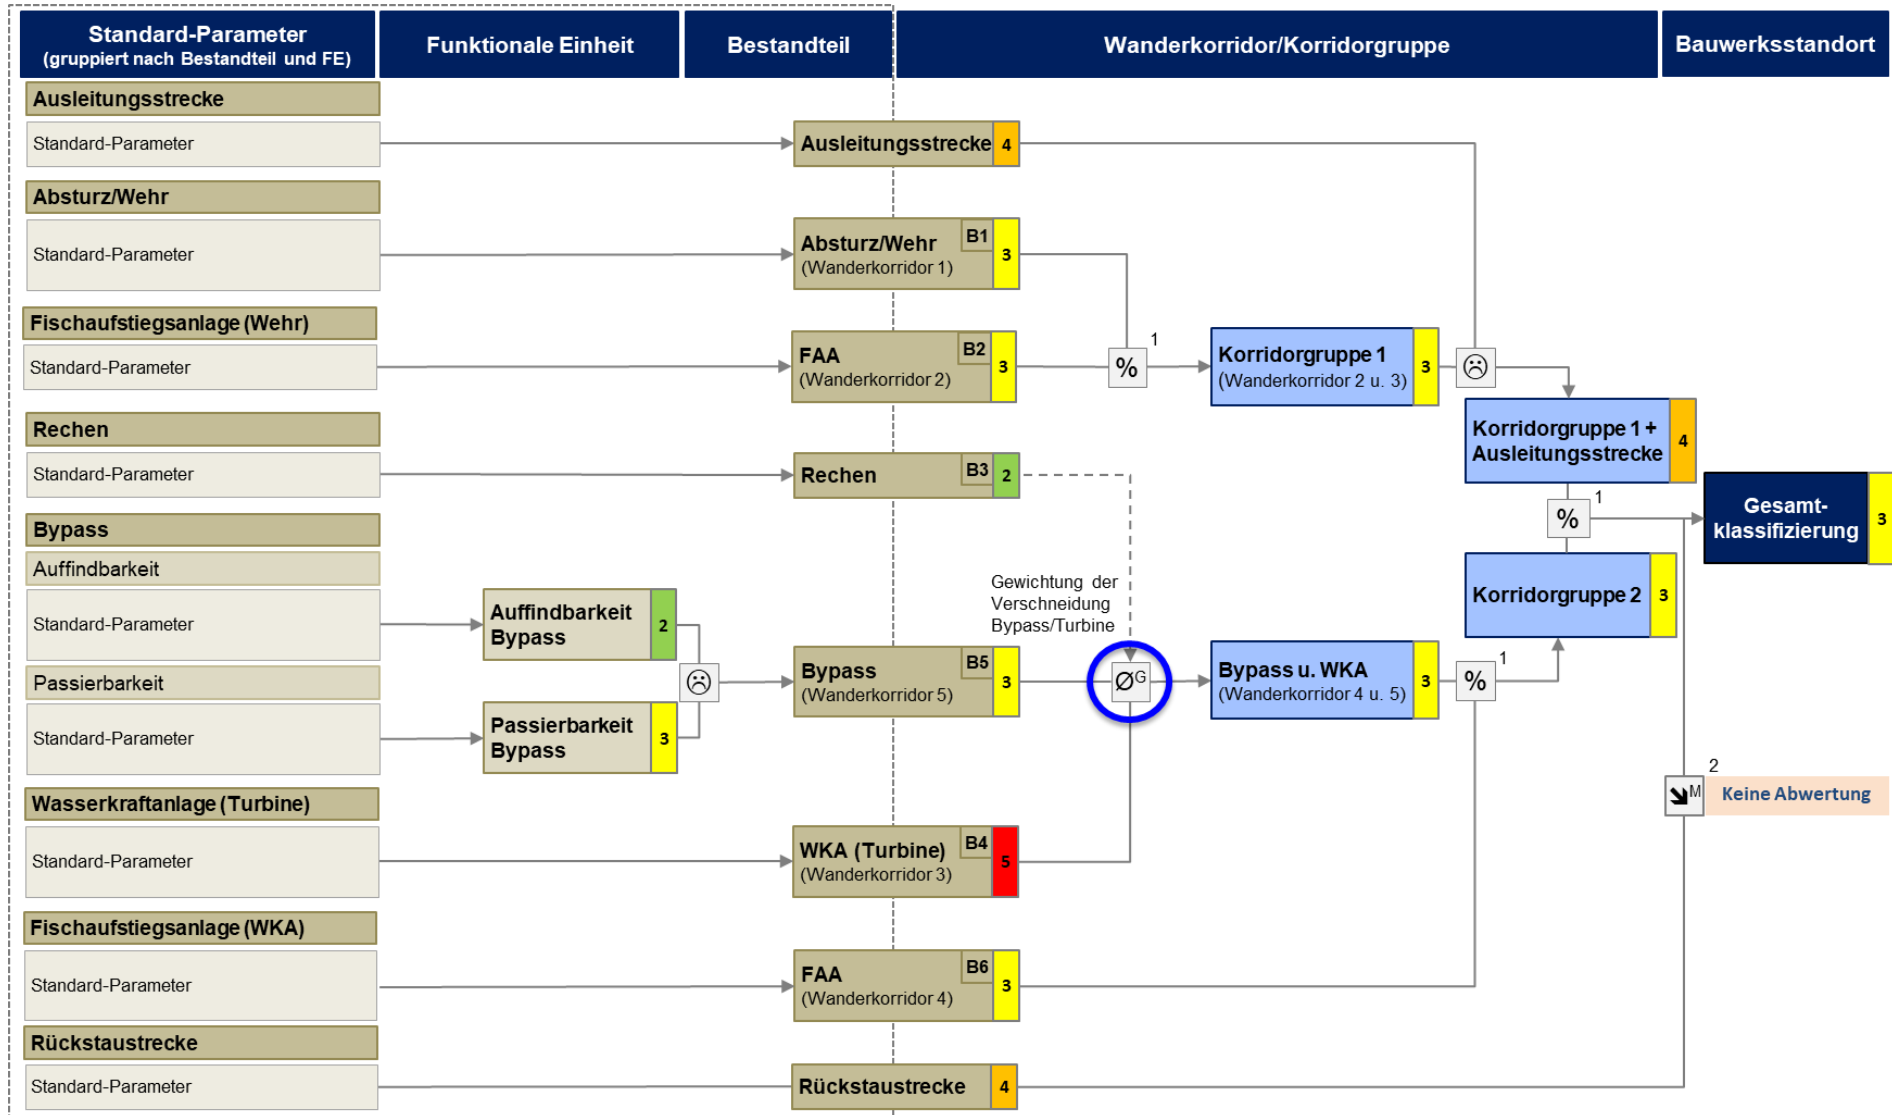 Standard-Parameter
(gruppiert nach Bestandteil und FE)
Funktionale Einheit
Bestandteil
Wanderkorridor/Korridorgruppe
Bauwerksstandort
Ausleitungsstrecke
Standard-Parameter
Ausleitungsstrecke 4
Absturz/Wehr
Standard-Parameter
Absturz/Wehr B1 3
(Wanderkorridor 1)
Fischaufstiegsanlage (Wehr)
Standard-Parameter
FAA B2 3
(Wanderkorridor 2)
% 1
Korridorgruppe 1 3
(Wanderkorridor 2 u. 3)
☹
Korridorgruppe 1 + 4
Ausleitungsstrecke
Rechen
Standard-Parameter
Rechen B3 2
% 1
Gesamt- 3
klassifizierung
Bypass
Auffindbarkeit
Standard-Parameter
Auffindbarkeit 2
Bypass
Gewichtung der
Verschneidung
Bypass/Turbine
Korridorgruppe 2 3
Passierbarkeit
Standard-Parameter
Passierbarkeit 3
Bypass
☹
Bypass B5 3
(Wanderkorridor 5)
ØG
Bypass u. WKA 3
(Wanderkorridor 4 u. 5)
% 1
Wasserkraftanlage (Turbine)
Standard-Parameter
WKA (Turbine) B4 5
(Wanderkorridor 3)
➘M 2
Keine Abwertung
Fischaufstiegsanlage (WKA)
Standard-Parameter
FAA B6 3
(Wanderkorridor 4)
Rückstaustrecke
Standard-Parameter
Rückstaustrecke 4